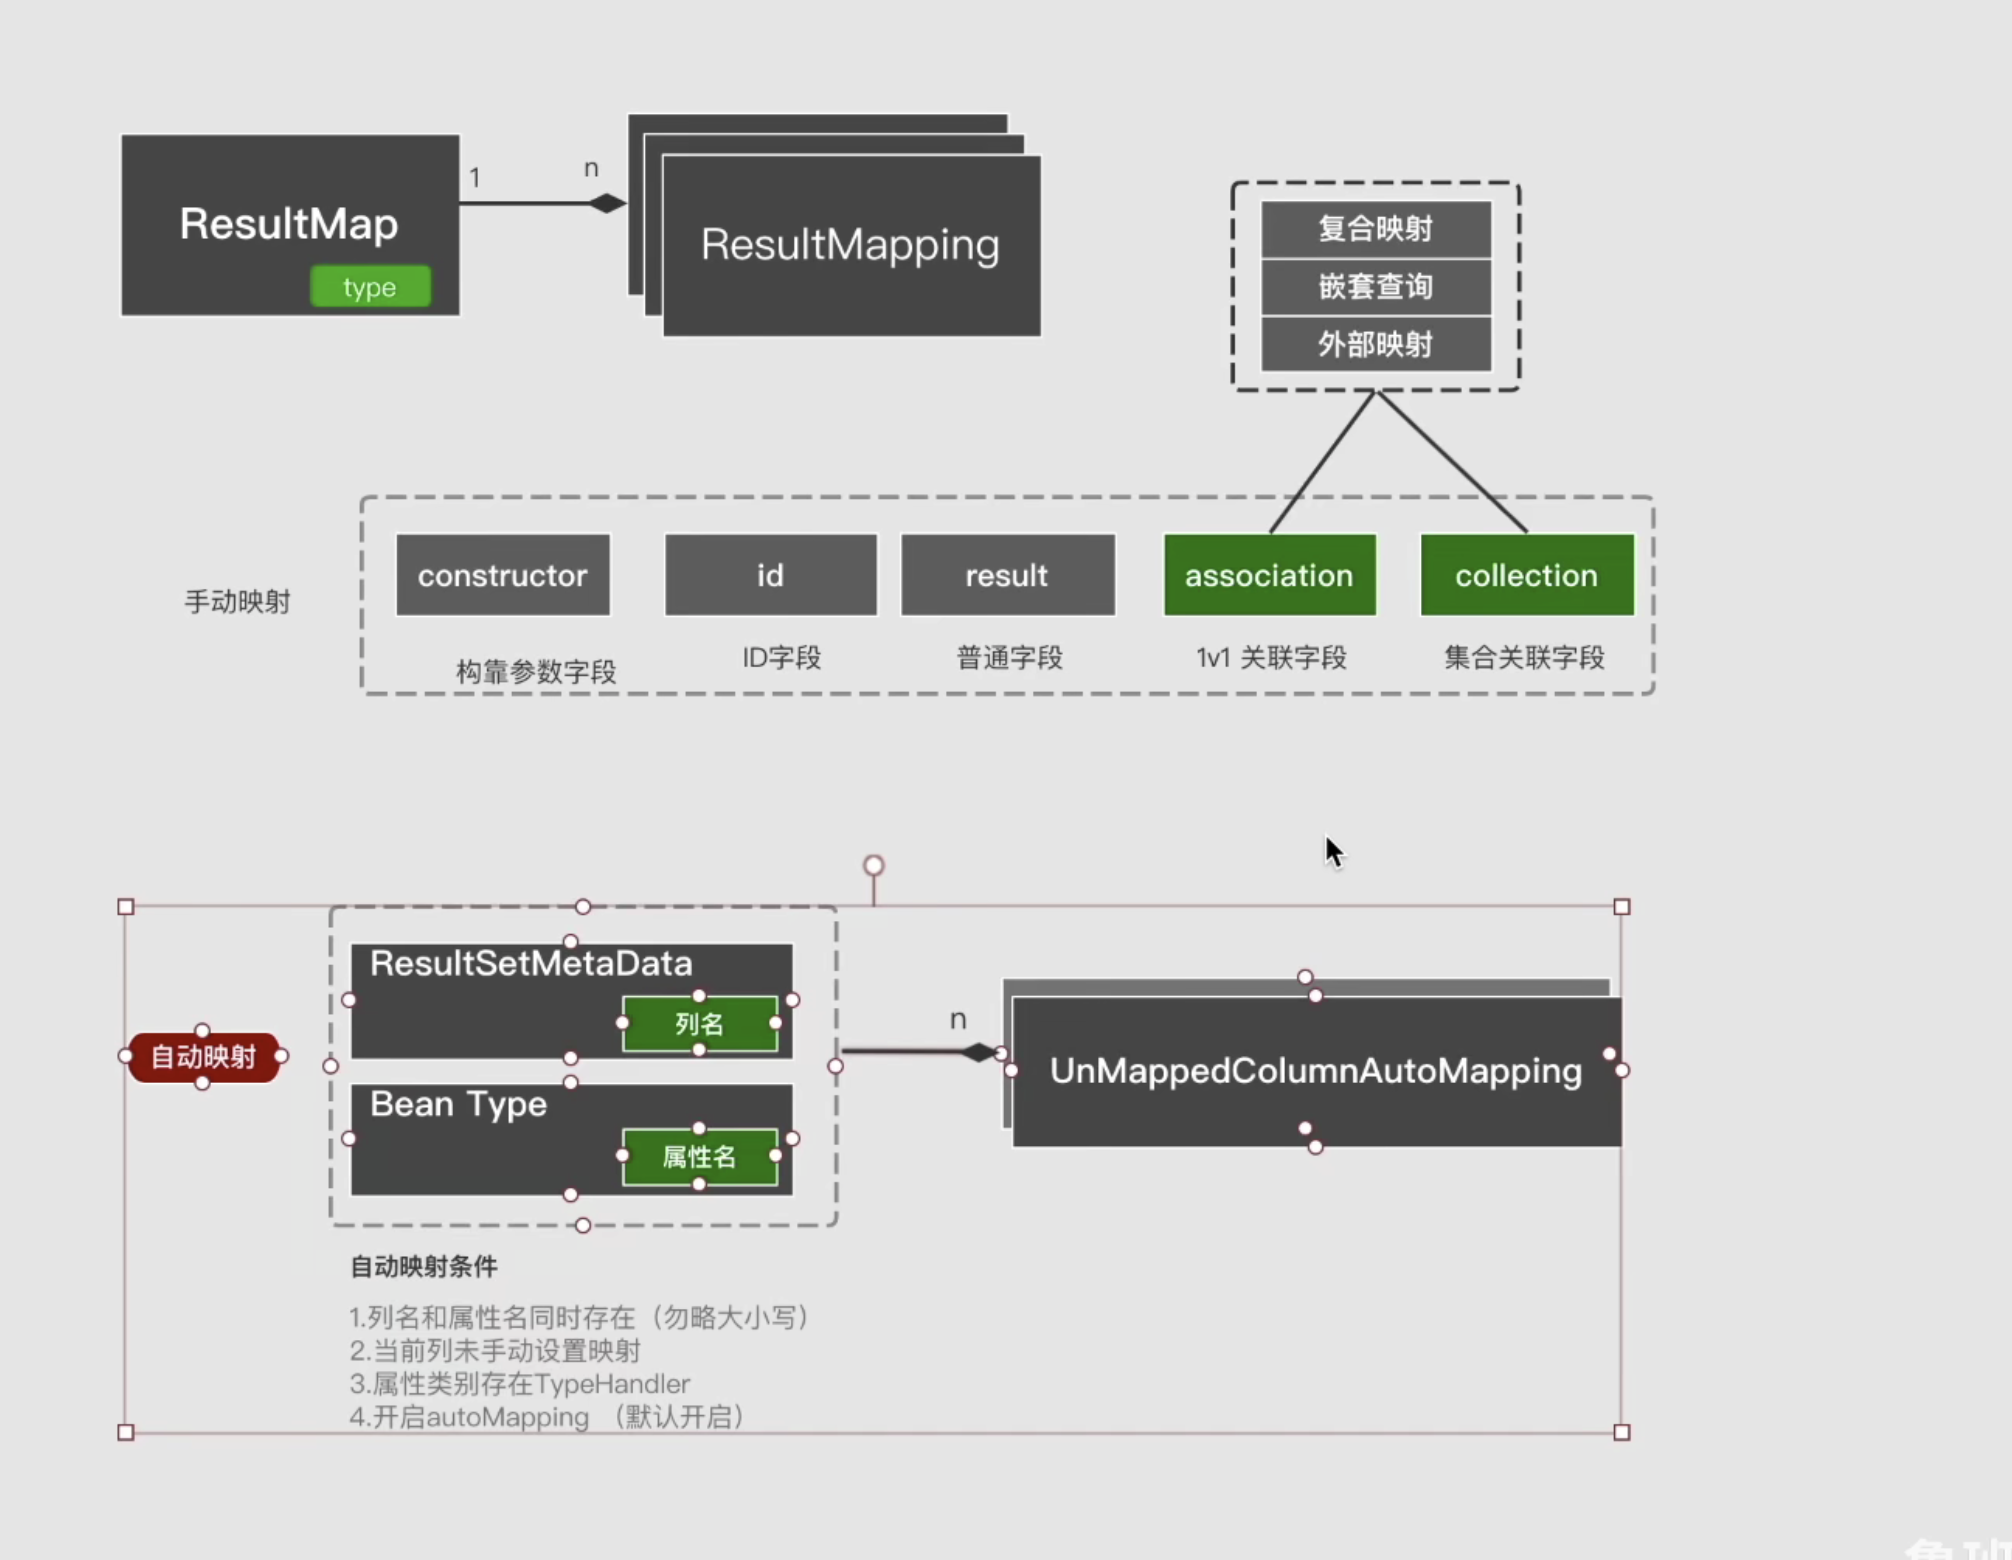 ResultMap
type
1
n
ResultMapping
复合映射
嵌套查询
外部映射
手动映射
constructor
id
result
association
collection
构靠参数字段
ID字段
普通字段
1v1 关联字段
集合关联字段
自动映射
ResultSetMetaData
列名
Bean Type
属性名
n
UnMappedColumnAutoMapping
自动映射条件
1.列名和属性名同时存在（勿略大小写）
2.当前列未手动设置映射
3.属性类别存在TypeHandler
4.开启autoMapping （默认开启）